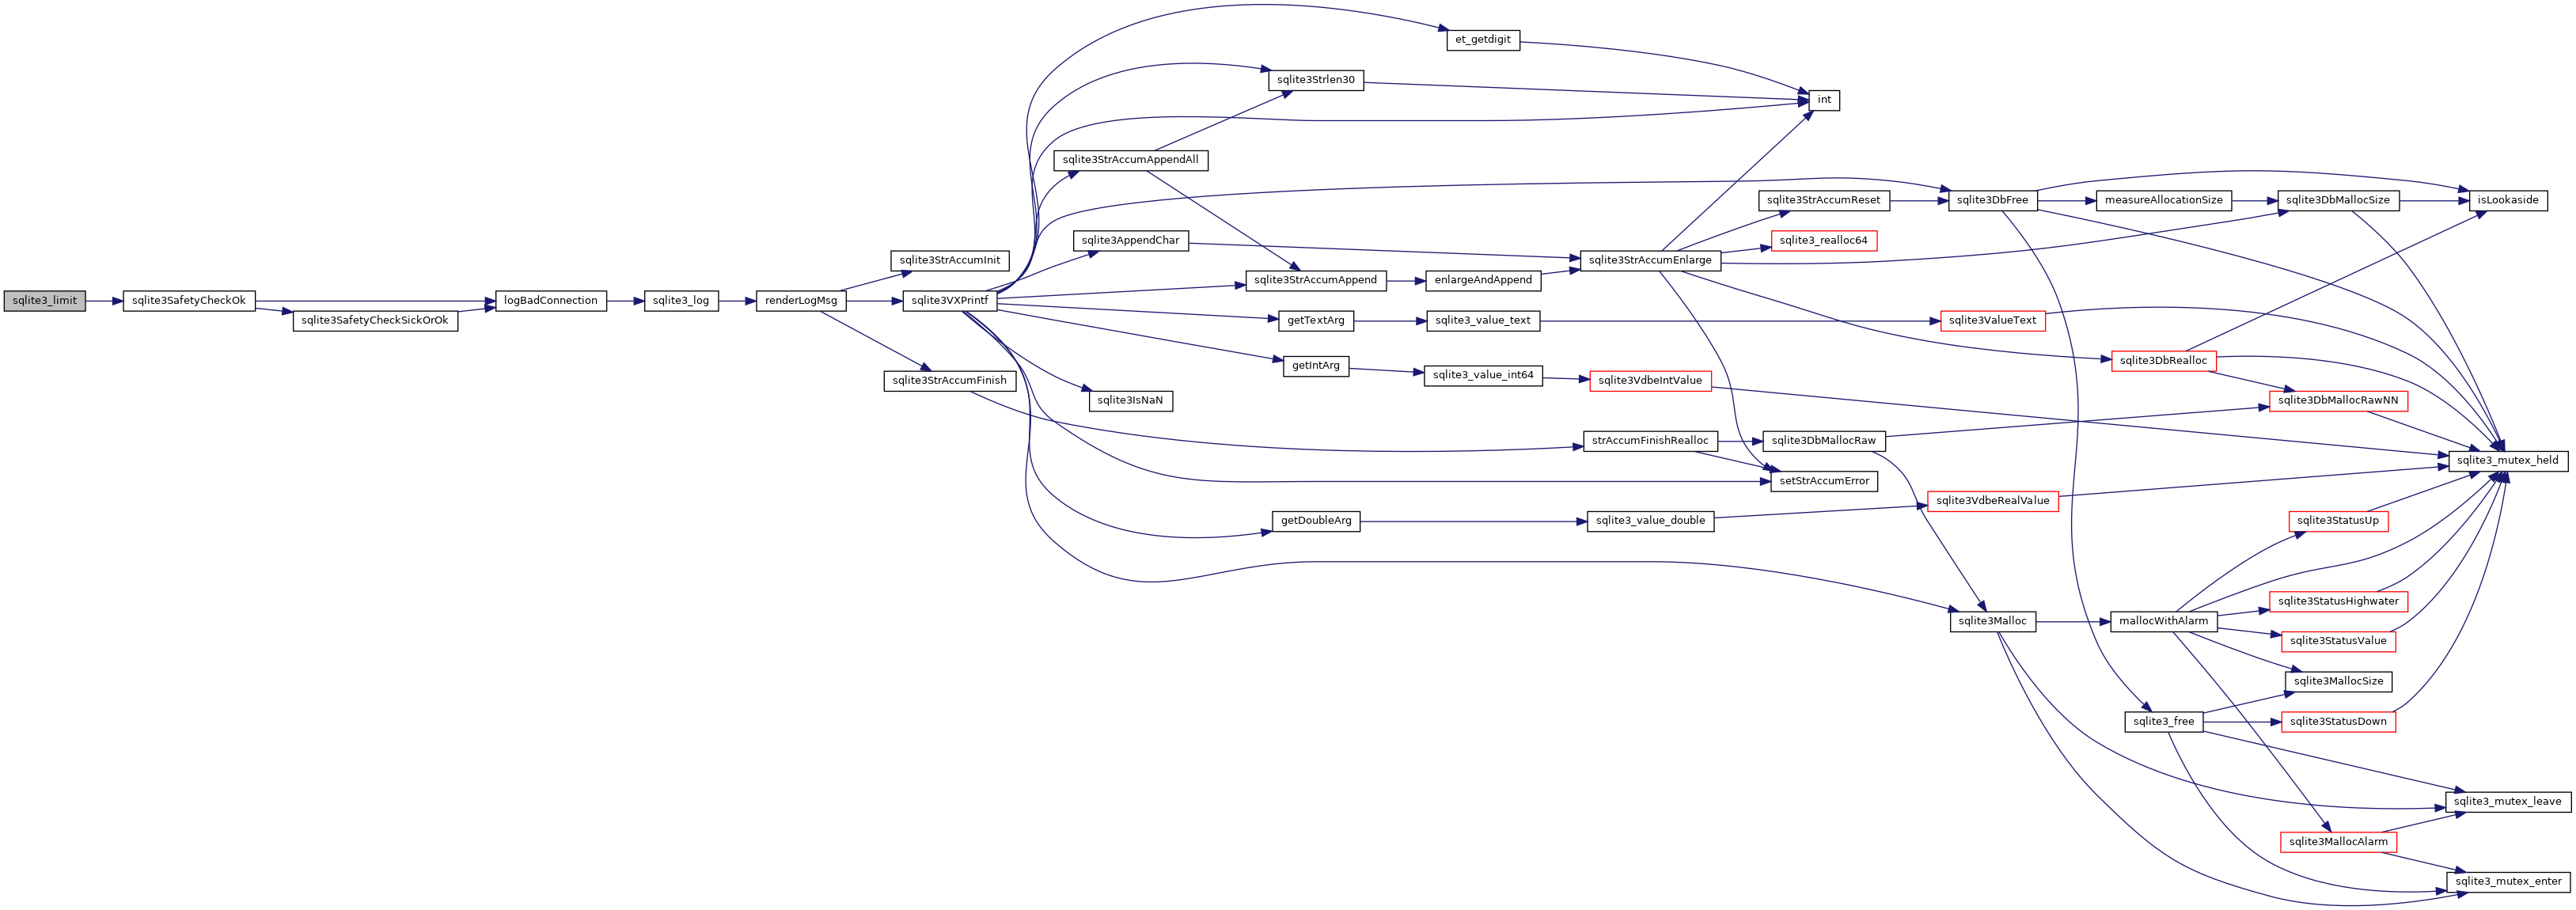 sqlite3_limit
sqlite3SafetyCheckOk
sqlite3SafetyCheckSickOrOk
logBadConnection
sqlite3_log
renderLogMsg
sqlite3StrAccumInit
sqlite3VXPrintf
sqlite3StrAccumFinish
et_getdigit
sqlite3Strlen30
int
sqlite3StrAccumAppendAll
sqlite3AppendChar
sqlite3StrAccumAppend
enlargeAndAppend
getTextArg
sqlite3_value_text
getIntArg
sqlite3_value_int64
sqlite3IsNaN
getDoubleArg
sqlite3_value_double
sqlite3StrAccumEnlarge
sqlite3StrAccumReset
sqlite3_realloc64
sqlite3VdbeIntValue
strAccumFinishRealloc
sqlite3DbMallocRaw
setStrAccumError
sqlite3DbFree
measureAllocationSize
sqlite3DbMallocSize
isLookaside
sqlite3ValueText
sqlite3DbRealloc
sqlite3DbMallocRawNN
sqlite3_mutex_held
sqlite3VdbeRealValue
sqlite3StatusUp
sqlite3StatusHighwater
sqlite3Malloc
mallocWithAlarm
sqlite3StatusValue
sqlite3MallocSize
sqlite3_free
sqlite3StatusDown
sqlite3_mutex_leave
sqlite3MallocAlarm
sqlite3_mutex_enter